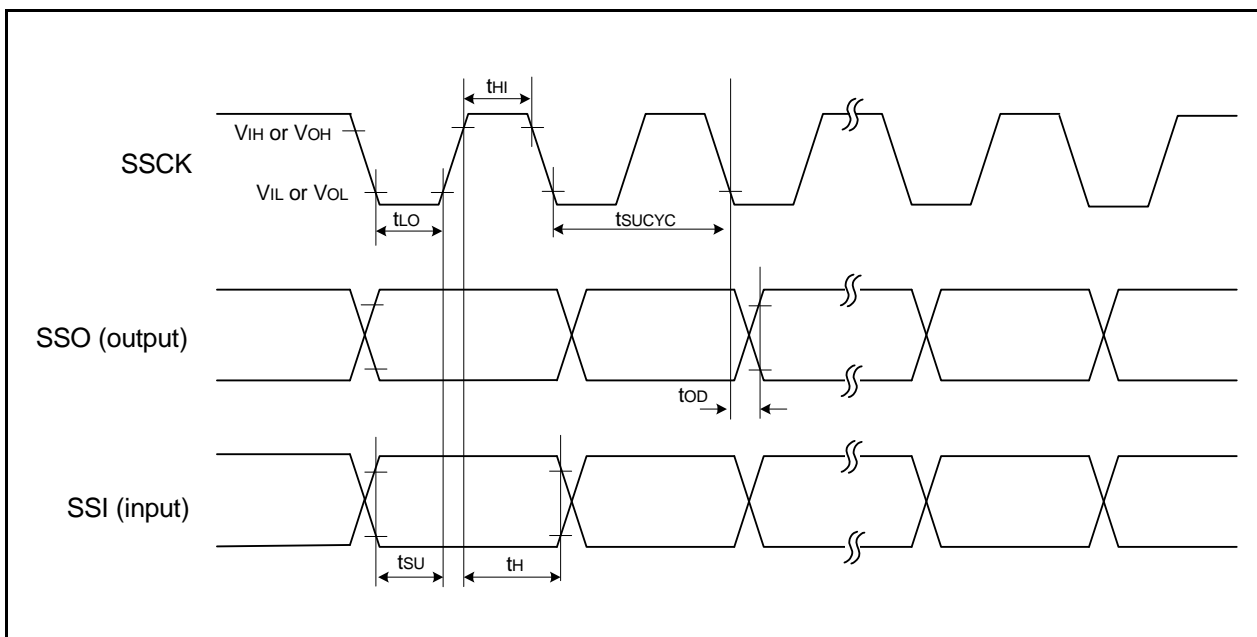 tHI
VIH or VOH
SSCK
VIL or VOL
tLO
tSUCYC
SSO (output)
tOD
SSI (input)
tSU
tH